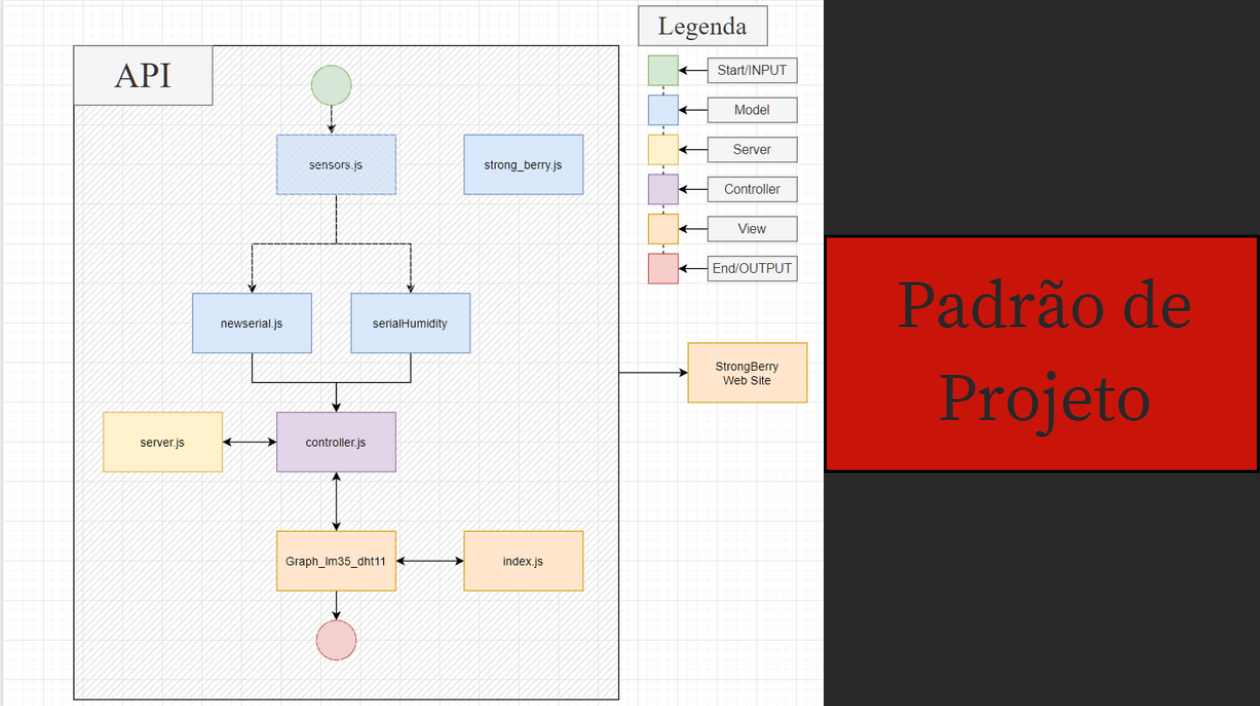 API
sensors.js
strong_berry.js
newserial.js
serialHumidity
server.js
controller.js
Graph_lm35_dht11
index.js
Legenda
Start/INPUT
Model
Server
Controller
View
End/OUTPUT
StrongBerry
Web Site
Padrão de
Projeto